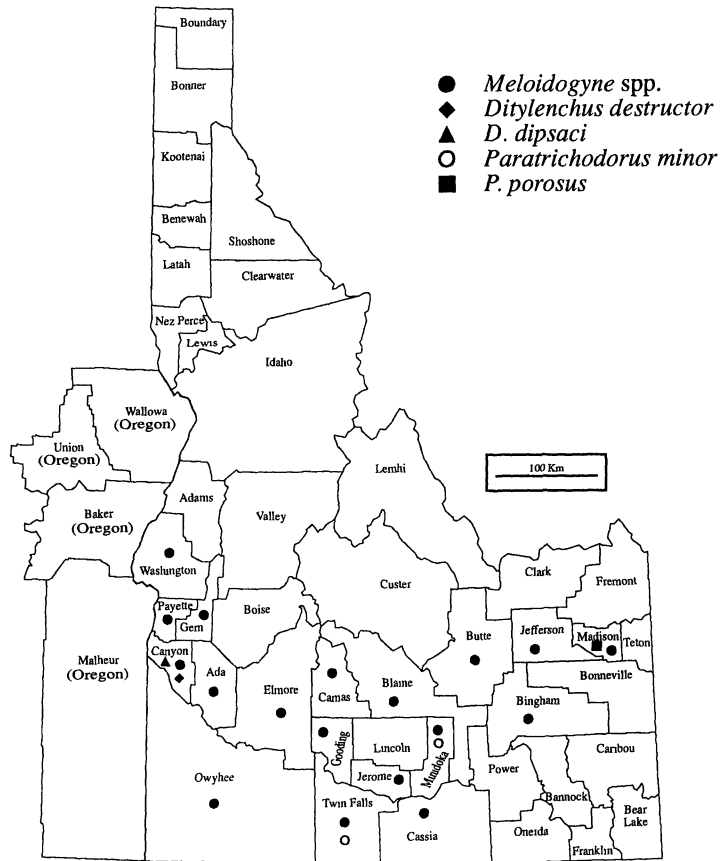 Boundary
Bonner
Kootenai
Benewah
Shoshone
Latah
Clearwater
Nez Perce
Lewis
Idaho
Meloidogyne spp.
Ditylenchus destructor
D. dipsaci
Paratrichodorus minor
P. porosus
Wallowa
(Oregon)
Union
(Oregon)
Baker
(Oregon)
Adams
Valley
Lemhi
100 Km
Washington
Custer
Clark
Fremont
Payette
Gem
Boise
Butte
Jefferson
Madison
Teton
Malheur
(Oregon)
Canyon
Ada
Elmore
Camas
Blaine
Bonneville
Bingham
Gooding
Lincoln
Minidoka
Jerome
Owyhee
Power
Caribou
Bannock
Twin Falls
Cassia
Oneida
Bear
Lake
Franklin